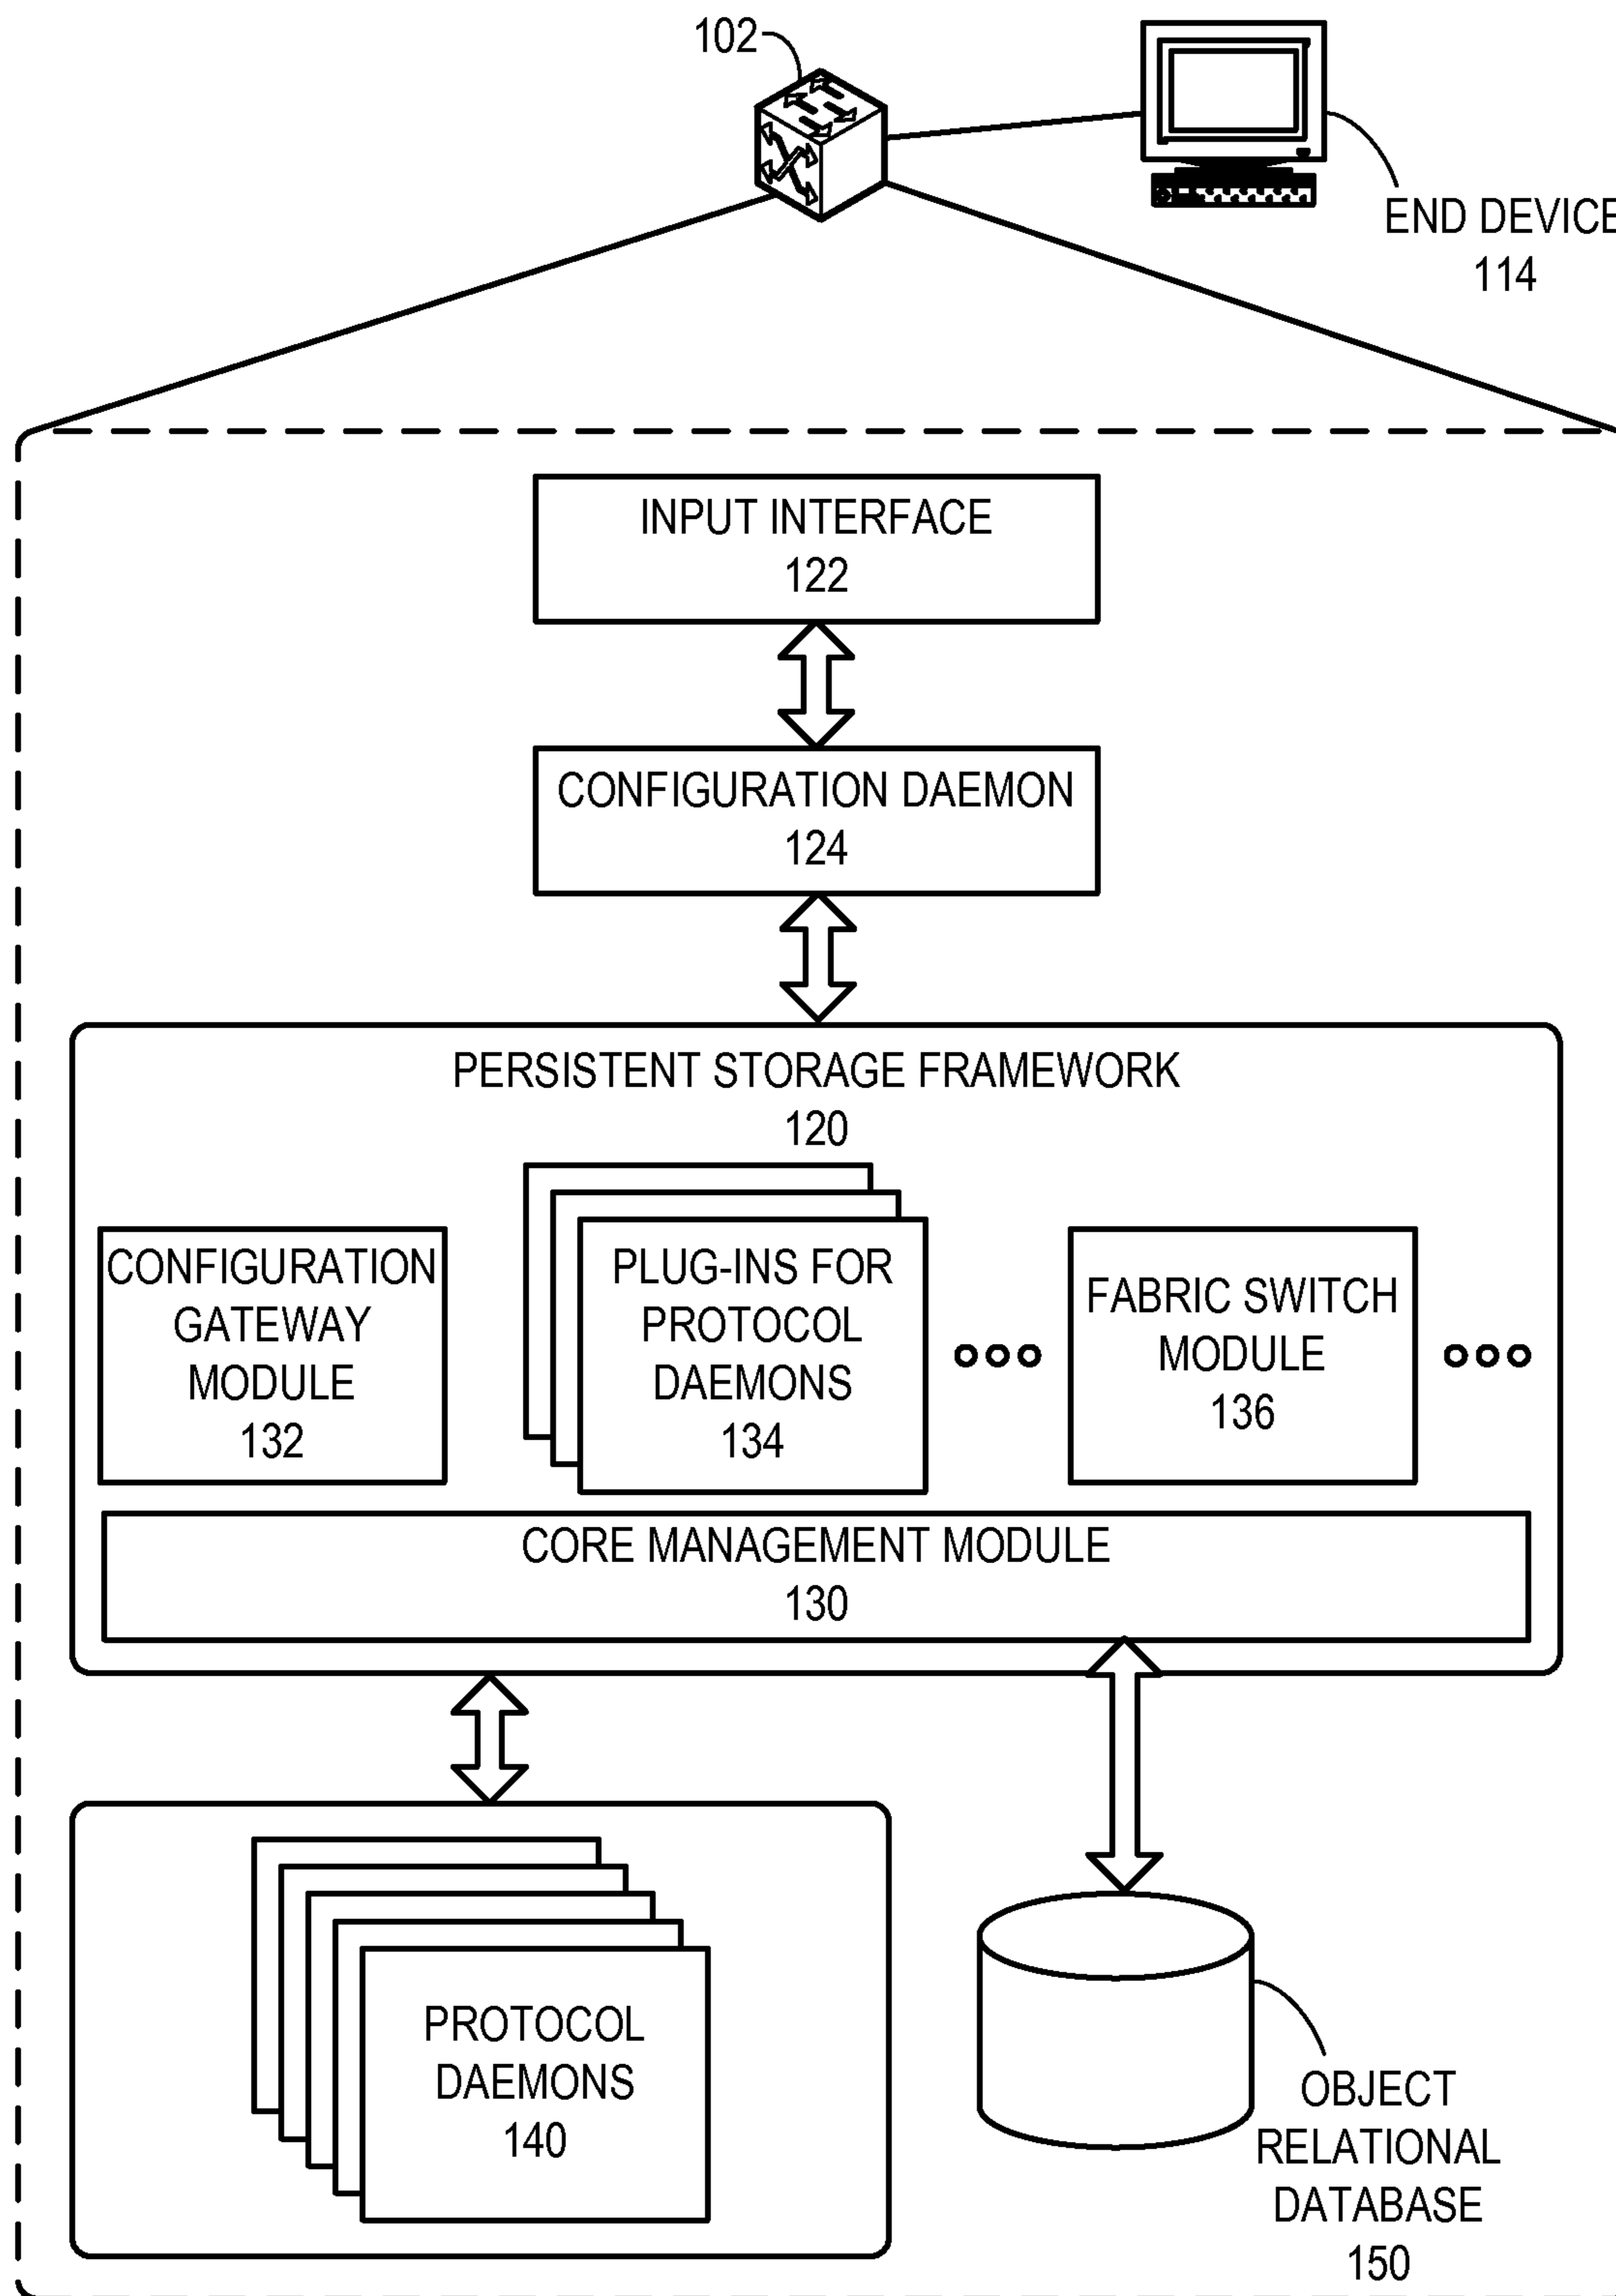 102
END DEVICE
114
INPUT INTERFACE
122
CONFIGURATION DAEMON
124
PERSISTENT STORAGE FRAMEWORK
120
CONFIGURATION
GATEWAY
MODULE
132
PLUG-INS FOR
PROTOCOL
DAEMONS
134
FABRIC SWITCH
MODULE
136
CORE MANAGEMENT MODULE
130
PROTOCOL
DAEMONS
140
OBJECT
RELATIONAL
DATABASE
150